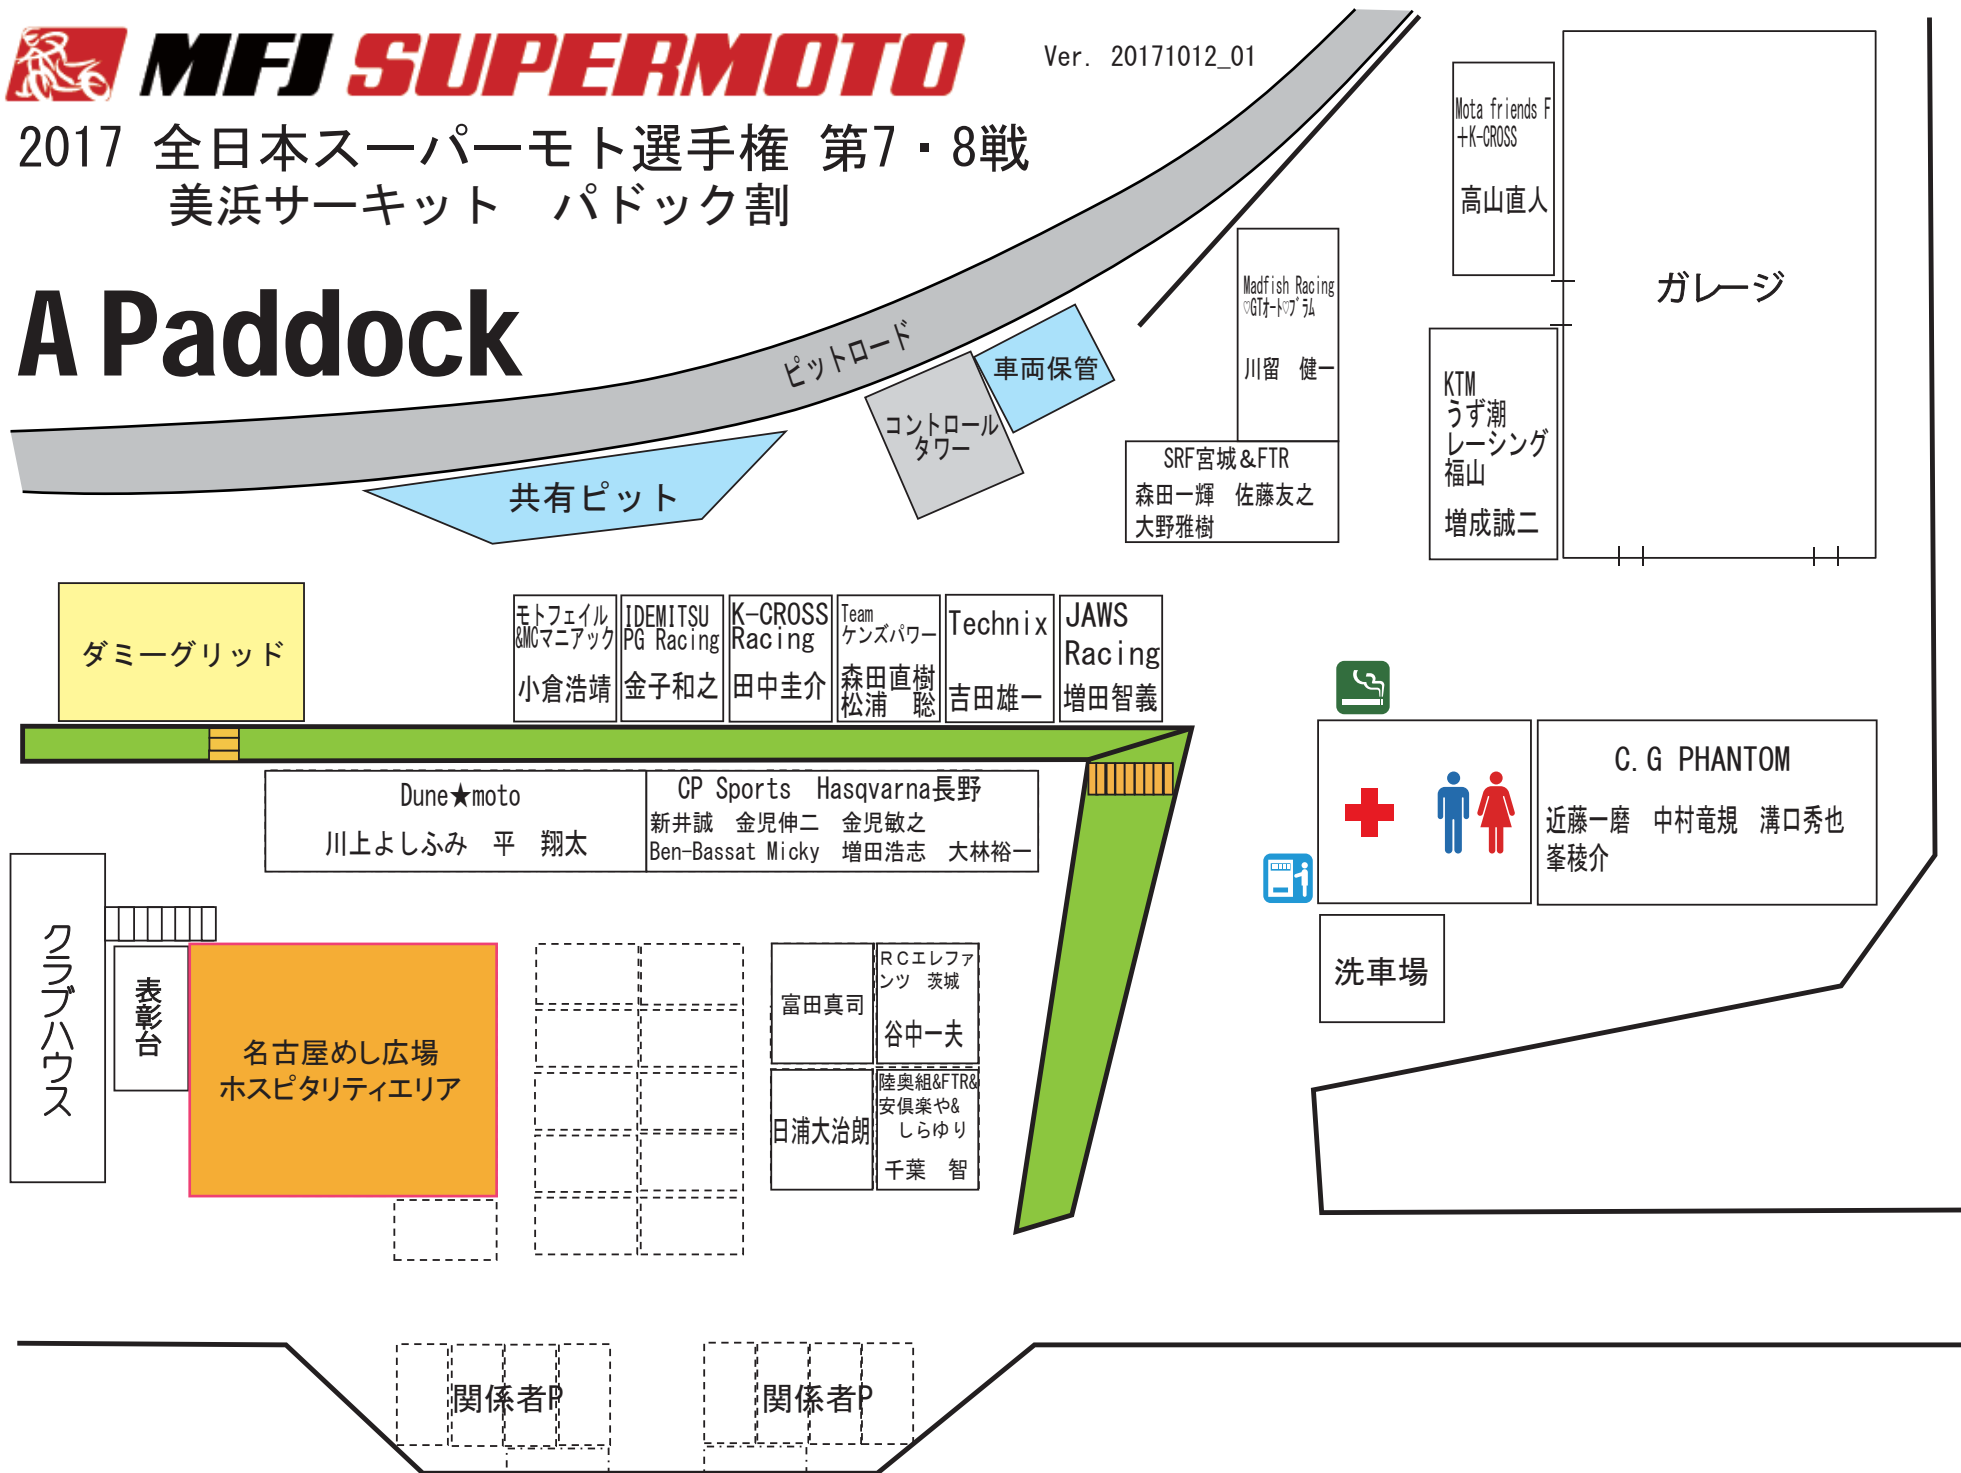 MFJ SUPERMOTO
Ver. 20171012_01
2017 全日本スーパーモト選手権 第7・8戦
美浜サーキット　パドック割
A Paddock
Mota friends F
+K-CROSS
高山直人
ガレージ
Madfish Racing
♡GTオート♡プラム
川留　健一
ピットロード
車両保管
コントロール
タワー
共有ピット
SRF宮城&FTR
森田一輝　佐藤友之
大野雅樹
KTM
うず潮
レーシング
福山
増成誠二
ダミーグリッド
モトフェイル
&MCマニアック
小倉浩靖
IDEMITSU
PG Racing
金子和之
K-CROSS
Racing
田中圭介
Team
ケンズパワー
森田直樹
松浦　聡
Technix
吉田雄一
JAWS
Racing
増田智義
Dune★moto
川上よしふみ　平　翔太
CP Sports　Hasqvarna長野
新井誠　金児伸二　金児敏之
Ben-Bassat Micky　増田浩志　大林裕一
C.G PHANTOM
近藤一磨　中村竜規　溝口秀也
峯稜介
クラブハウス
表彰台
名古屋めし広場
ホスピタリティエリア
富田真司
RCエレファ
ンツ　茨城
谷中一夫
日浦大治朗
陸奥組&FTR&
安倶楽や&
しらゆり
千葉　智
洗車場
関係者P
関係者P